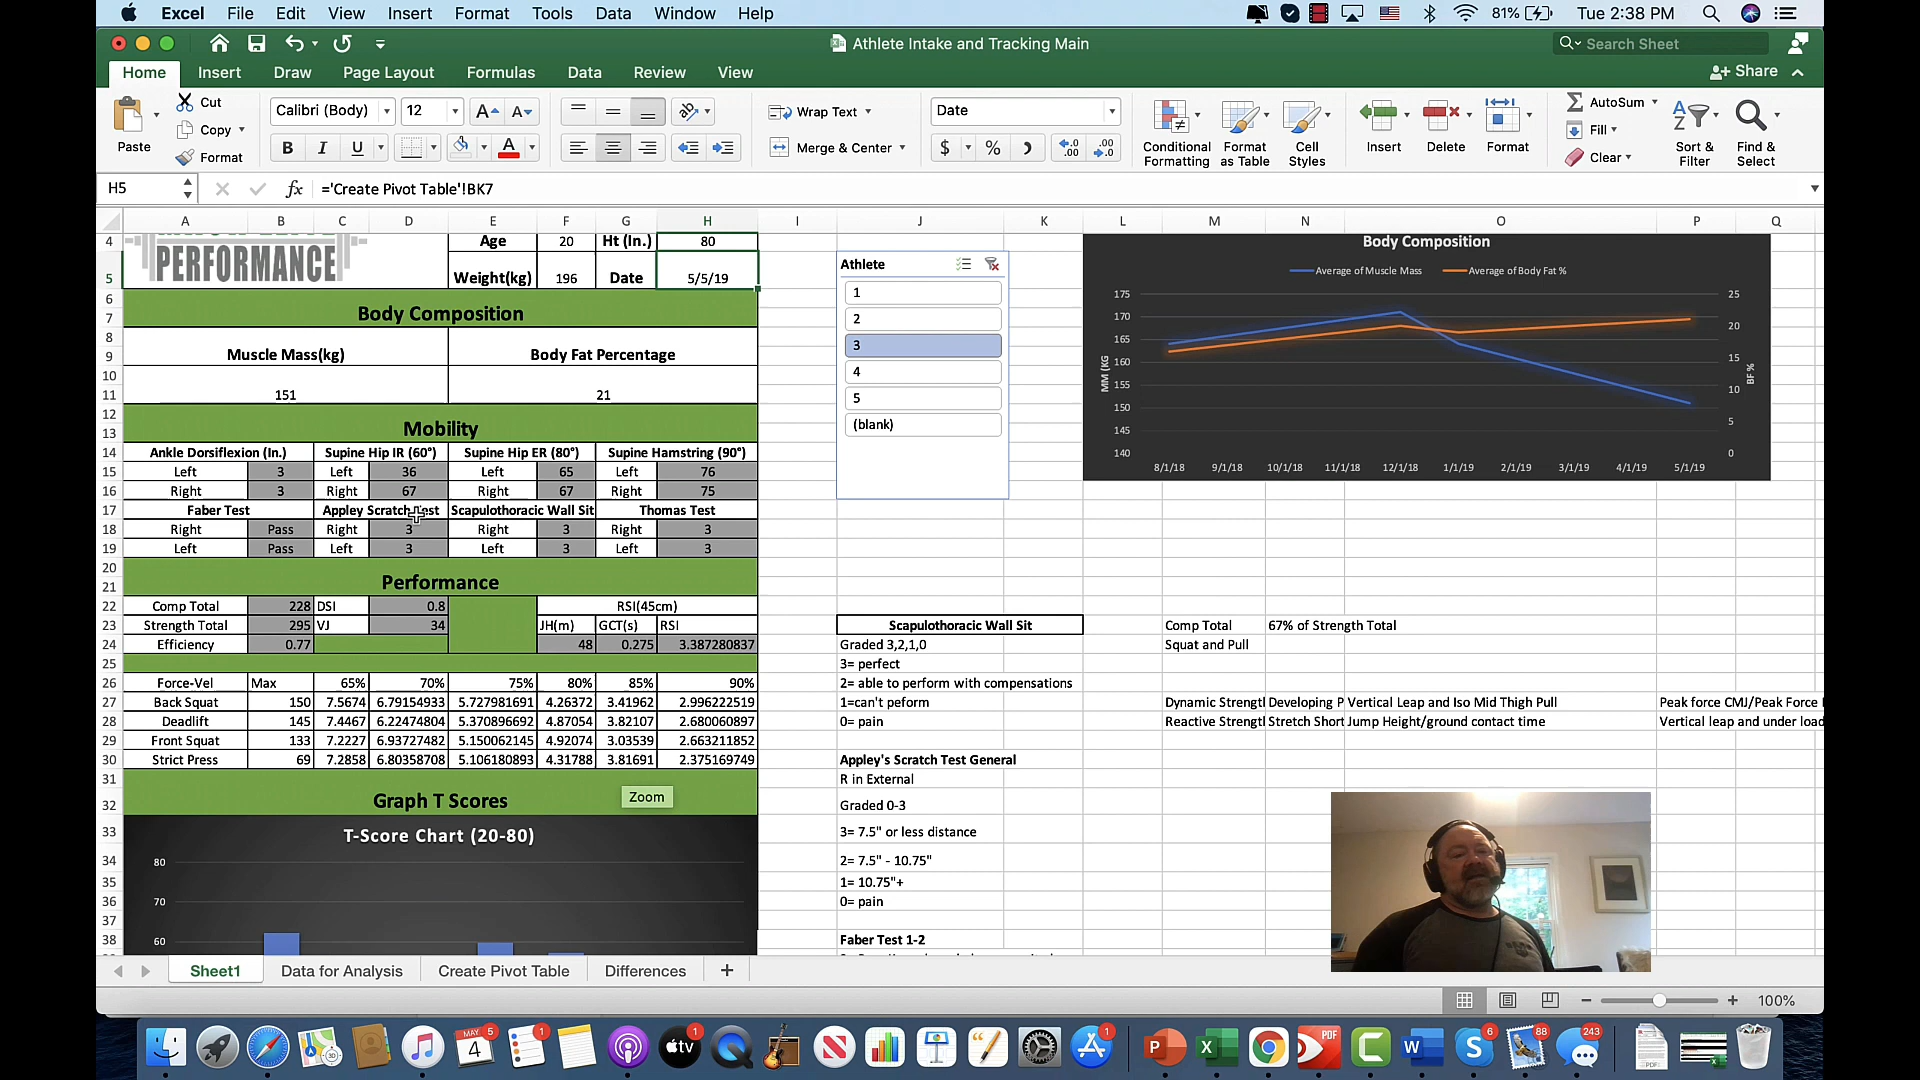 Excel File Edit View Insert Format Tools Data Window Help 81% Tue 2:38 PM
Athlete Intake and Tracking Main Search Sheet
Home Insert Draw Page Layout Formulas Data Review View Share
Paste Cut Copy Format
Calibri (Body) 12 A A
B I U A
Wrap Text
Merge & Center
Date
$ % .0 .00 .00 .0
Conditional Formatting Format as Table Cell Styles
Insert Delete Format
AutoSum Fill Clear
Sort & Filter Find & Select
H5 fx ='Create Pivot Table'!BK7
A B C D E F G H I J K L M N O P Q
4 Age 20 Ht (In.) 80
PERFORMANCE
5 Weight(kg) 196 Date 5/5/19
6
7 Body Composition
8
9 Muscle Mass(kg) Body Fat Percentage
10
11 151 21
12
13 Mobility
14 Ankle Dorsiflexion (In.) Supine Hip IR (60°) Supine Hip ER (80°) Supine Hamstring (90°)
15 Left 3 Left 36 Left 65 Left 76
16 Right 3 Right 67 Right 67 Right 75
17 Faber Test Appley Scratch Test Scapulothoracic Wall Sit Thomas Test
18 Right Pass Right 3 Right 3 Right 3
19 Left Pass Left 3 Left 3 Left 3
20
21 Performance
22 Comp Total 228 DSI 0.8 RSI(45cm)
23 Strength Total 295 VJ 34 JH(m) GCT(s) RSI
24 Efficiency 0.77 48 0.275 3.387280837
25
26 Force-Vel Max 65% 70% 75% 80% 85% 90%
27 Back Squat 150 7.5674 6.79154933 5.727981691 4.26372 3.41962 2.996222519
28 Deadlift 145 7.4467 6.22474804 5.370896692 4.87054 3.82107 2.680060897
29 Front Squat 133 7.2227 6.93727482 5.150062145 4.92074 3.03539 2.663211852
30 Strict Press 69 7.2858 6.80358708 5.106180893 4.31788 3.81691 2.375169749
31
32 Graph T Scores
Zoom
33 T-Score Chart (20-80)
34 80
35
36 70
37
38 60
Athlete
1
2
3
4
5
(blank)
Body Composition
Average of Muscle Mass Average of Body Fat %
175 25
170 20
165
160 15
155 10
150
145 5
140 0
MM (KG
BF %
8/1/18 9/1/18 10/1/18 11/1/18 12/1/18 1/1/19 2/1/19 3/1/19 4/1/19 5/1/19
Scapulothoracic Wall Sit
Graded 3,2,1,0
3= perfect
2= able to perform with compensations
1=can't peform
0= pain
Appley's Scratch Test General
R in External
Graded 0-3
3= 7.5" or less distance
2= 7.5" - 10.75"
1= 10.75"+
0= pain
Faber Test 1-2
Comp Total 67% of Strength Total
Squat and Pull
Dynamic Strengt Developing P Vertical Leap and Iso Mid Thigh Pull Peak force CMJ/Peak Force
Reactive Strengt Stretch Short Jump Height/ground contact time Vertical leap and under load
Sheet1 Data for Analysis Create Pivot Table Differences +
100%
MAY 4 5 1 1 tv P X PDF C W S 1 6 88 243